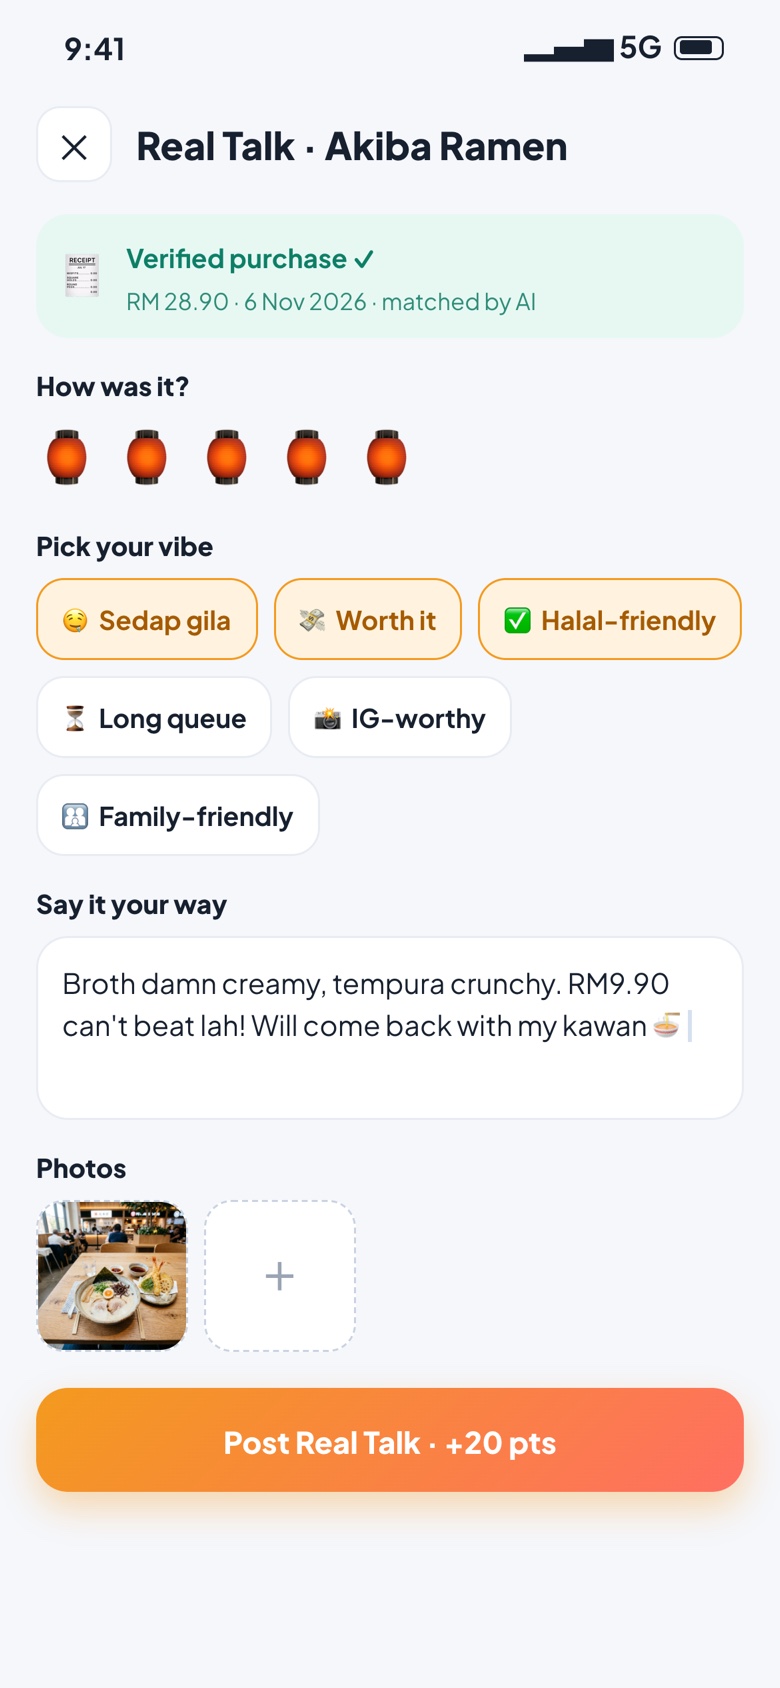 9:41 5G
Real Talk · Akiba Ramen
RECEIPT
Verified purchase ✓
RM 28.90 · 6 Nov 2026 · matched by AI
How was it?
Pick your vibe
🤤 Sedap gila 💸 Worth it ✅ Halal-friendly
⏳ Long queue 📸 IG-worthy
Family-friendly
Say it your way
Broth damn creamy, tempura crunchy. RM9.90
can't beat lah! Will come back with my kawan 🍜
Photos
+
Post Real Talk · +20 pts